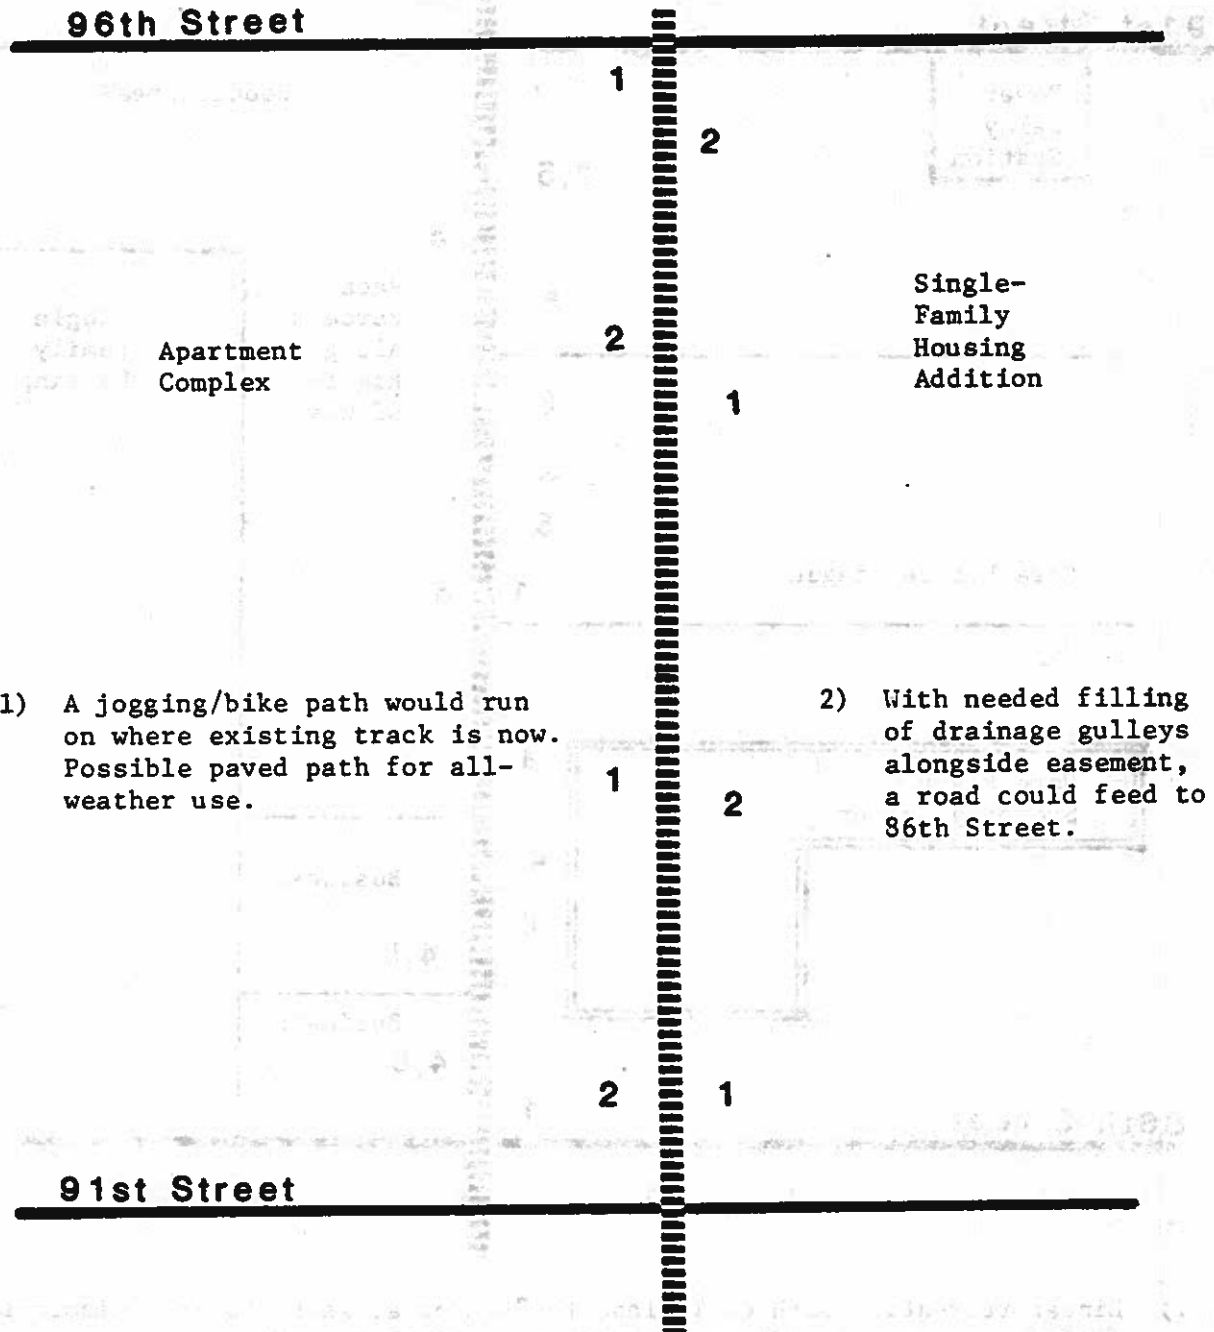 96th Street
1
2
Single-
Family
Housing
Addition
2
Apartment
Complex
1
1) A jogging/bike path would run
on where existing track is now.
Possible paved path for all-
weather use.
2) With needed filling
of drainage gulleys
alongside easement,
a road could feed to
86th Street.
1
2
2
1
91st Street